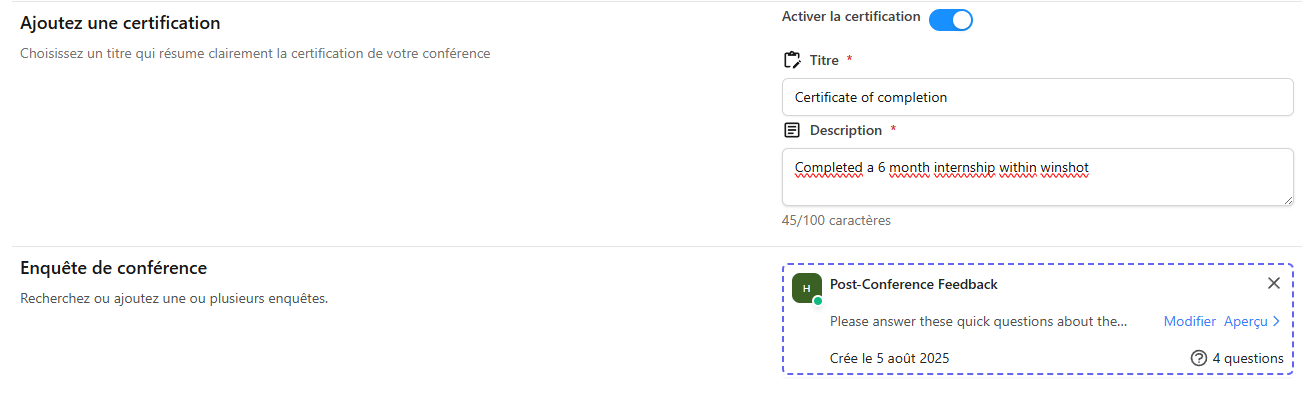 Ajoutez une certification
Choisissez un titre qui résume clairement la certification de votre conférence
Activer la certification
Titre *
Certificate of completion
Description *
Completed a 6 month internship within winshot
45/100 caractères
Enquête de conférence
Recherchez ou ajoutez une ou plusieurs enquêtes.
H
Post-Conference Feedback
Please answer these quick questions about the...
Modifier Aperçu
Crée le 5 août 2025
4 questions